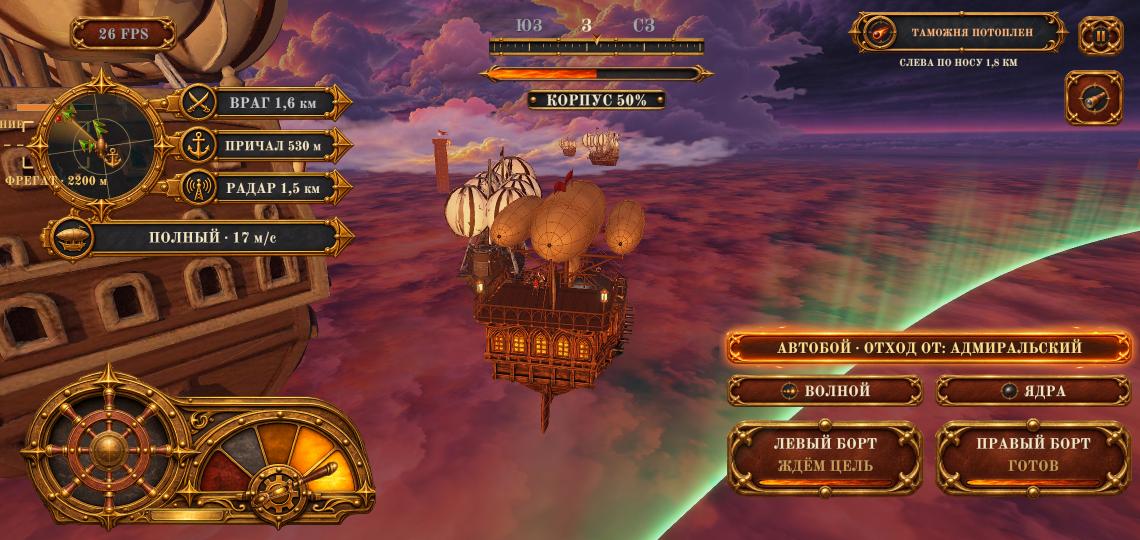 26 FPS
ЮЗ З СЗ
КОРПУС 50%
ТАМОЖНЯ ПОТОПЛЕН
СЛЕВА ПО НОСУ 1,8 КМ
ВРАГ 1,6 км
ПРИЧАЛ 530 м
РАДАР 1,5 км
НИЕ
ФРЕГАТ · 2200 м
ПОЛНЫЙ · 17 м/с
АВТОБОЙ · ОТХОД ОТ: АДМИРАЛЬСКИЙ
ВОЛНОЙ
ЯДРА
ЛЕВЫЙ БОРТ
ЖДЁМ ЦЕЛЬ
ПРАВЫЙ БОРТ
ГОТОВ